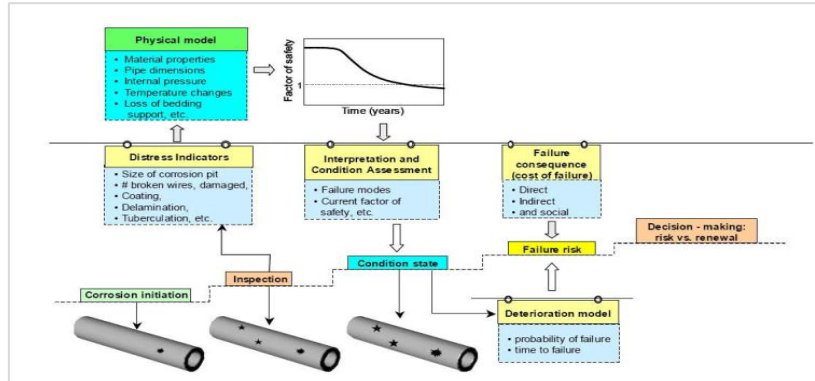 Physical model
• Material properties
• Pipe dimensions
• Internal pressure
• Temperature changes
• Loss of bedding
support, etc.
Factor of safety
1
Time (years)
Distress Indicators
• Size of corrosion pit
• # broken wires, damaged,
• Coating,
• Delamination,
• Tuberculation, etc.
Interpretation and
Condition Assessment
• Failure modes
• Current factor of
safety, etc.
Failure
consequence
(cost of failure)
• Direct
• Indirect
• and social
Decision - making:
risk vs. renewal
Failure risk
Condition state
Inspection
Corrosion initiation
Deterioration model
• probability of failure
• time to failure